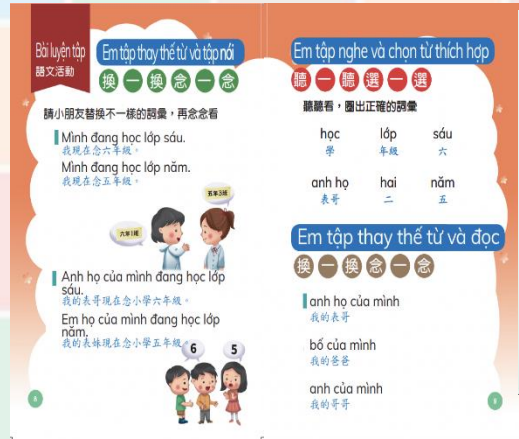 Bài luyện tập
語文活動
Em tập thay thế từ và tập nói
換一換念一念
請小朋友替換不一樣的詞彙，再念念看
Mình đang học lớp sáu.
我現在念六年級。
Mình đang học lớp năm.
我現在念五年級。
五年3班
六年1班
Anh họ của mình đang học lớp
sáu.
我的表哥現在念小學六年級。
Em họ của mình đang học lớp
năm.
我的表妹現在念小學五年級。
6
5
Em tập nghe và chọn từ thích hợp
聽一聽選一選
聽聽看，圈出正確的詞彙
học lớp sáu
學 年級 六
anh họ hai năm
表哥 二 五
Em tập thay thế từ và đọc
換一換念一念
anh họ của mình
我的表哥
bố của mình
我的爸爸
anh của mình
我的哥哥